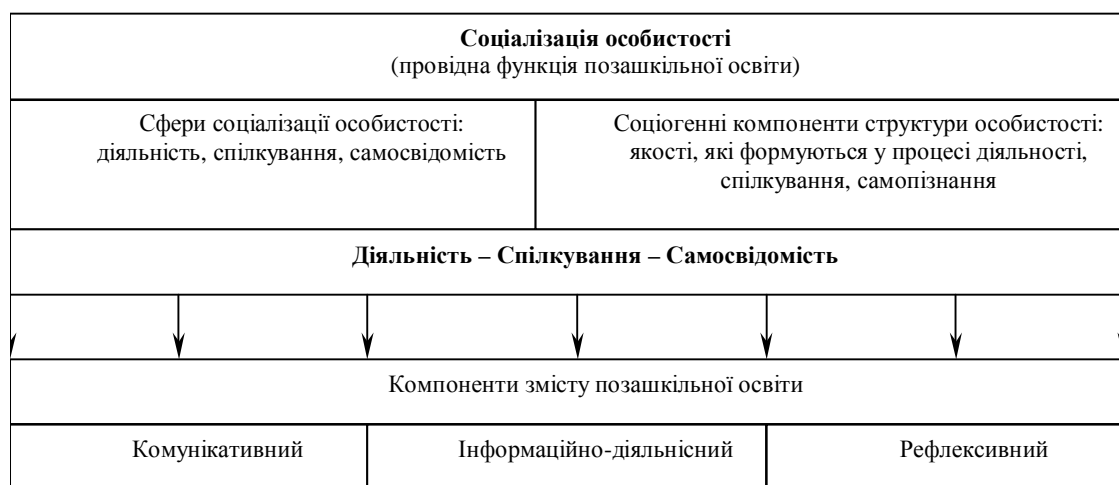 Соціалізація особистості
(провідна функція позашкільної освіти)
Сфери соціалізації особистості:
діяльність, спілкування, самосвідомість
Соціогенні компоненти структури особистості:
якості, які формуються у процесі діяльності,
спілкування, самопізнання
Діяльність – Спілкування – Самосвідомість
Компоненти змісту позашкільної освіти
Комунікативний
Інформаційно-діяльнісний
Рефлексивний